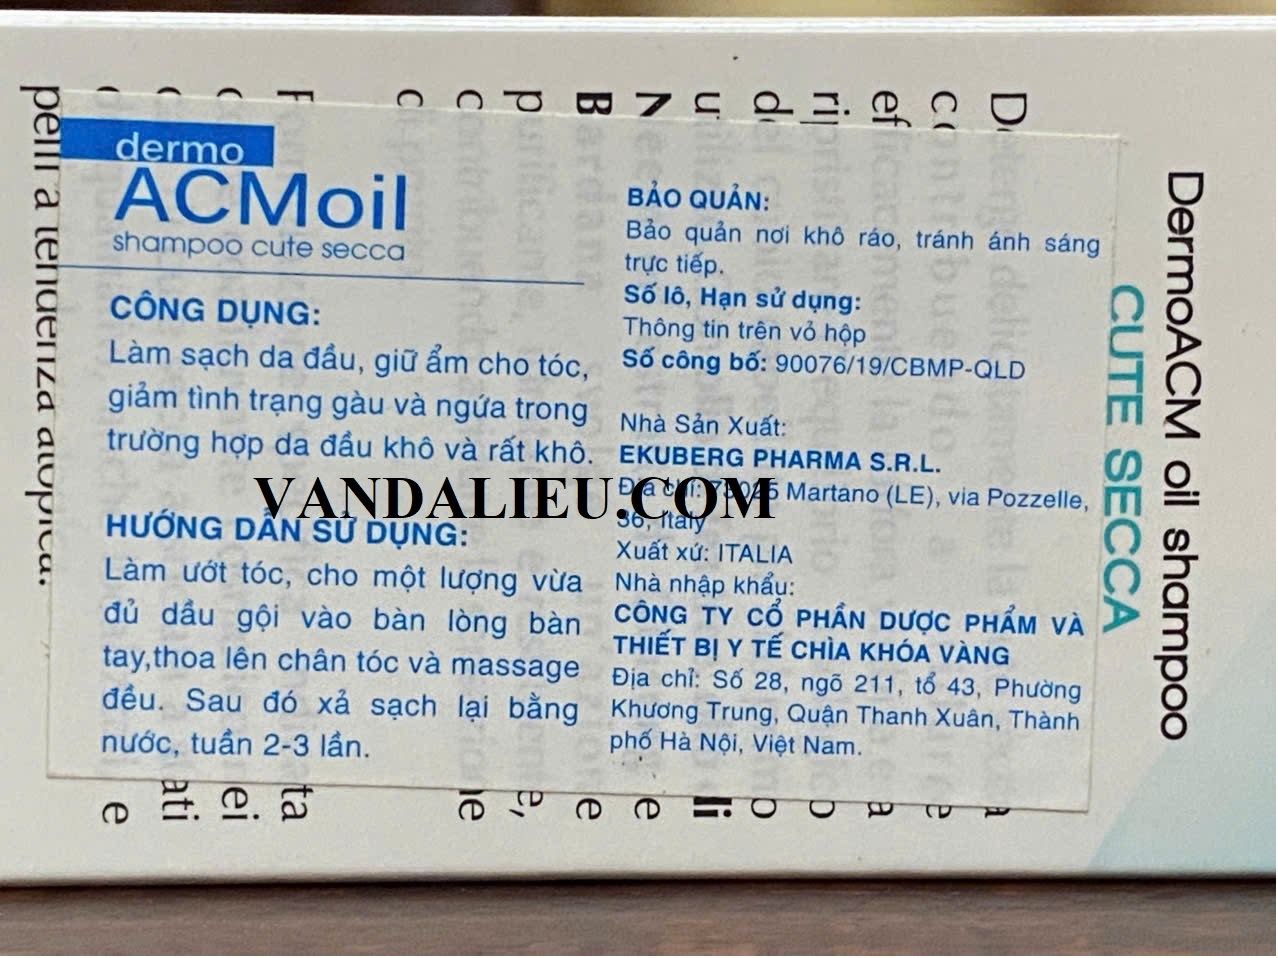 dermo
ACMoil
shampoo cute secca
CÔNG DỤNG:
Làm sạch da đầu, giữ ẩm cho tóc,
giảm tình trạng gàu và ngứa trong
trường hợp da đầu khô và rất khô.
HƯỚNG DẪN SỬ DỤNG:
Làm ướt tóc, cho một lượng vừa
đủ dầu gội vào bàn lòng bàn
tay,thoa lên chân tóc và massage
đều. Sau đó xả sạch lại bằng
nước, tuần 2-3 lần.
BẢO QUẢN:
Bảo quản nơi khô ráo, tránh ánh sáng
trực tiếp.
Số lô, Hạn sử dụng:
Thông tin trên vỏ hộp
Số công bố: 90076/19/CBMP-QLD
Nhà Sản Xuất:
EKUBERG PHARMA S.R.L.
Địa chỉ: Martano (LE), via Pozzelle,
36, Italy
Xuất xứ: ITALIA
Nhà nhập khẩu:
CÔNG TY CỔ PHẦN DƯỢC PHẨM VÀ
THIẾT BỊ Y TẾ CHÌA KHÓA VÀNG
Địa chỉ: Số 28, ngõ 211, tổ 43, Phường
Khương Trung, Quận Thanh Xuân, Thành
phố Hà Nội, Việt Nam.
VANDALIEU.COM
DermoACM oil shampoo
CUTE SECCA
pelli a tendenza atopica.